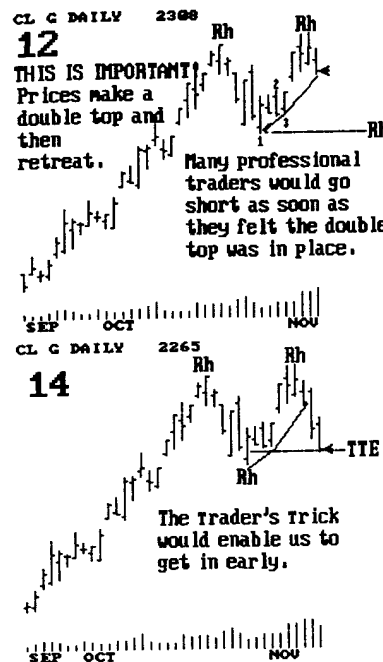 CL G DAILY 2308
12
Rh
Rh
THIS IS IMPORTANT!
Prices make a
double top and
then
retreat.
2
3
1
Rh
Many professional
traders would go
short as soon as
they felt the double
top was in place.
SEP OCT NOV
CL G DAILY 2265
14
Rh
Rh
TTE
Rh
The Trader's Trick
would enable us to
get in early.
SEP OCT NOV